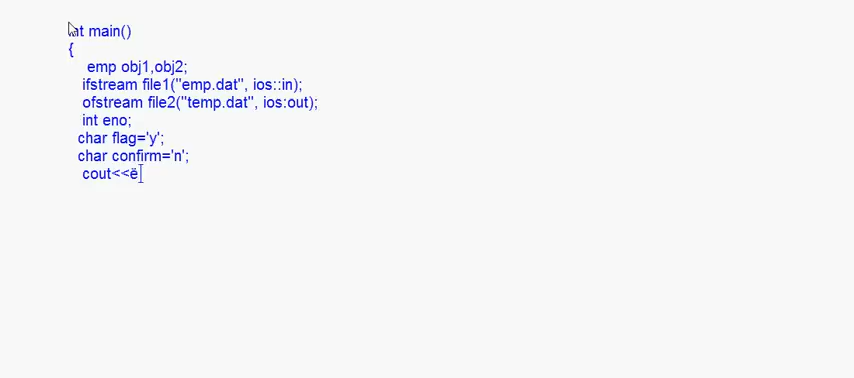 int main()
{
emp obj1,obj2;
ifstream file1("emp.dat", ios::in);
ofstream file2("temp.dat", ios:out);
int eno;
char flag='y';
char confirm='n';
cout<<ë